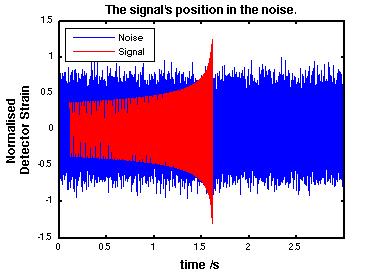 The signal's position in the noise.
1.5
1
0.5
0
-0.5
-1
-1.5
Normalised
Detector Strain
Noise
Signal
0
0.5
1
1.5
2
2.5
time /s